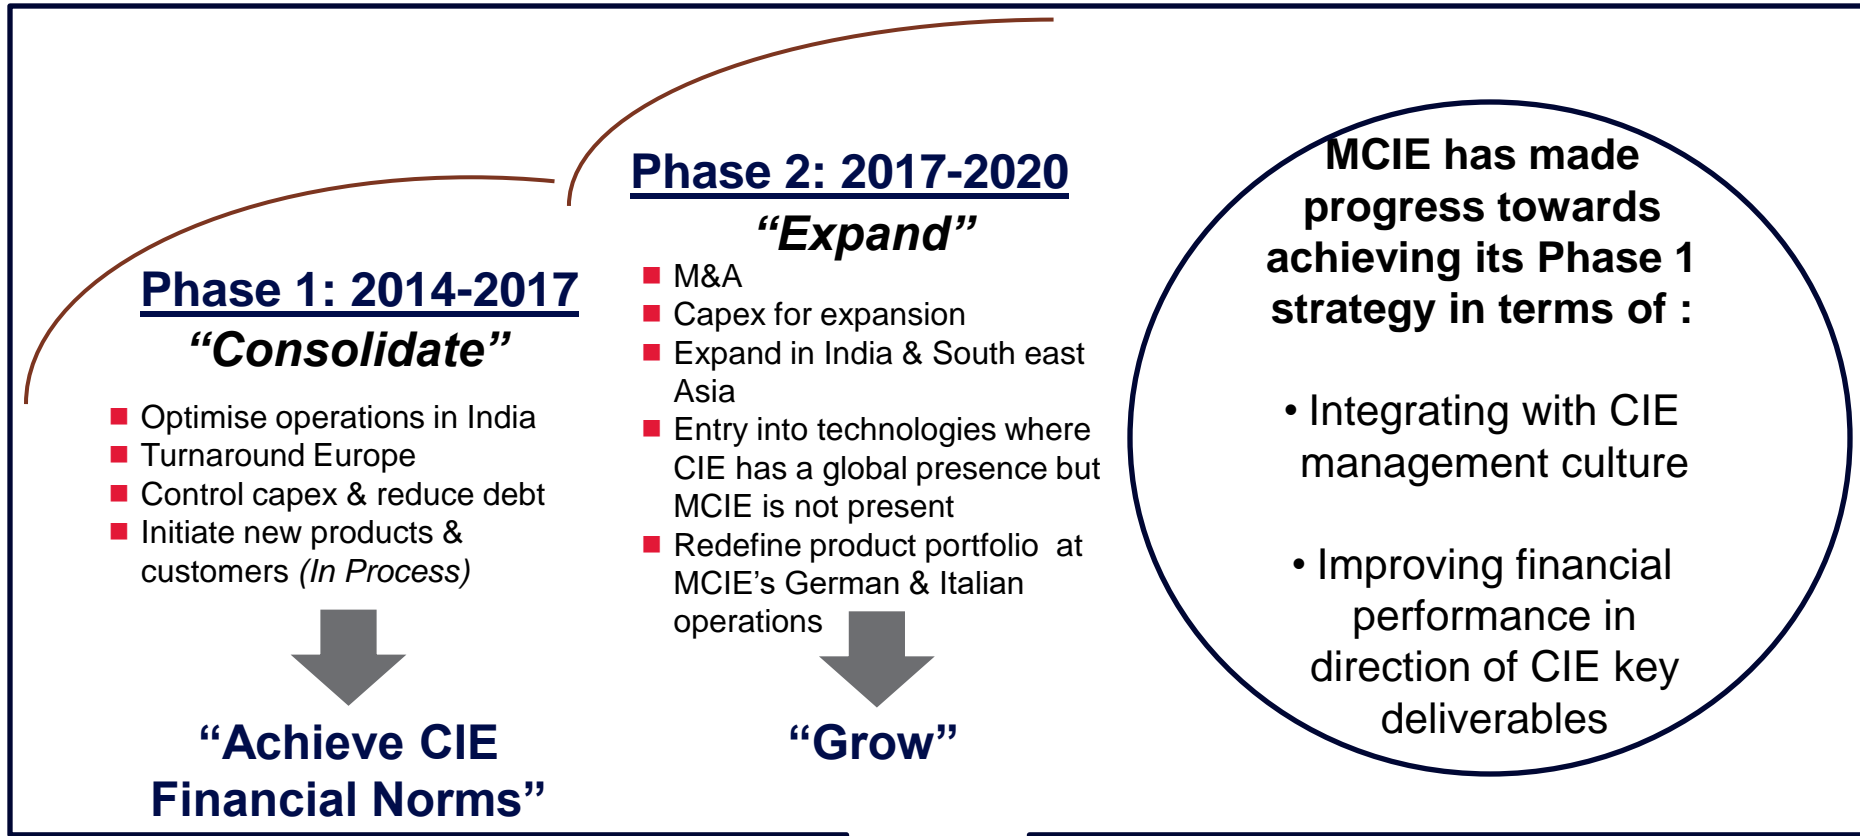 Phase 1: 2014-2017
“Consolidate”
Optimise operations in India
Turnaround Europe
Control capex & reduce debt
Initiate new products &
customers (In Process)
“Achieve CIE
Financial Norms”
Phase 2: 2017-2020
“Expand”
M&A
Capex for expansion
Expand in India & South east
Asia
Entry into technologies where
CIE has a global presence but
MCIE is not present
Redefine product portfolio at
MCIE’s German & Italian
operations
“Grow”
MCIE has made
progress towards
achieving its Phase 1
strategy in terms of :
• Integrating with CIE
management culture
• Improving financial
performance in
direction of CIE key
deliverables